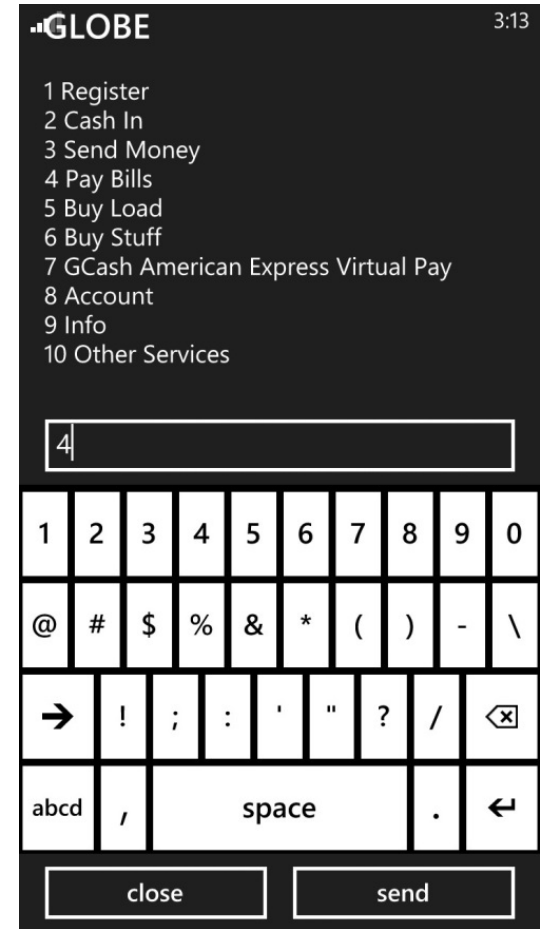 GLOBE 3:13
1 Register
2 Cash In
3 Send Money
4 Pay Bills
5 Buy Load
6 Buy Stuff
7 GCash American Express Virtual Pay
8 Account
9 Info
10 Other Services
4
1 2 3 4 5 6 7 8 9 0
@ # $ % & * ( ) - \
→ ! ; : ' " ? /
abcd , space .
close send